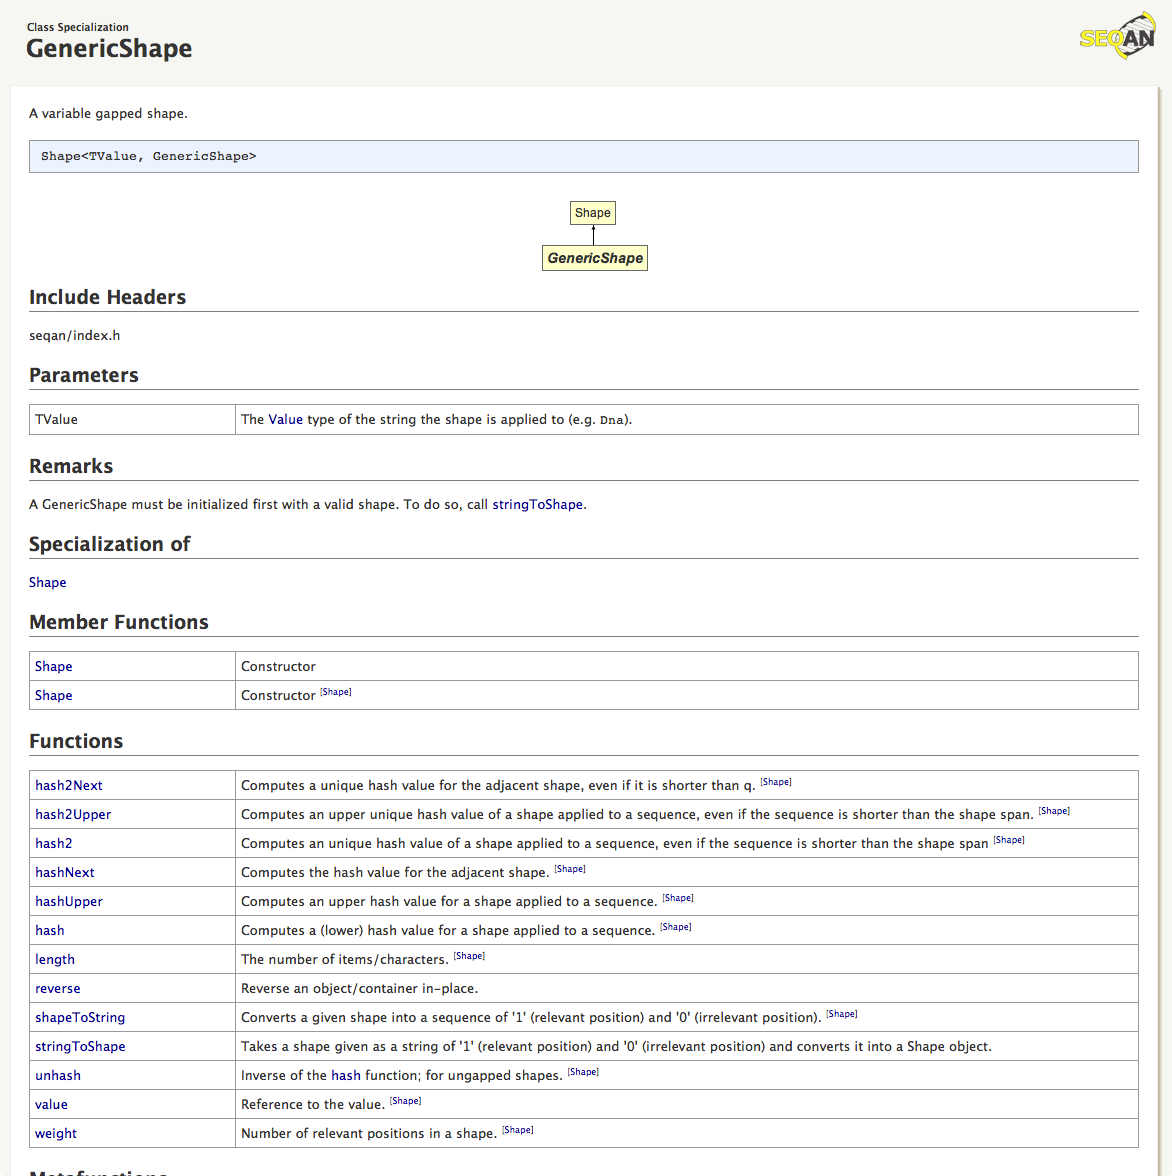 Class Specialization
GenericShape
SEQAN
A variable gapped shape.
Shape<TValue, GenericShape>
Shape
GenericShape
Include Headers
seqan/index.h
Parameters
TValue The Value type of the string the shape is applied to (e.g. Dna).
Remarks
A GenericShape must be initialized first with a valid shape. To do so, call stringToShape.
Specialization of
Shape
Member Functions
Shape Constructor
Shape Constructor [Shape]
Functions
hash2Next Computes a unique hash value for the adjacent shape, even if it is shorter than q. [Shape]
hash2Upper Computes an upper unique hash value of a shape applied to a sequence, even if the sequence is shorter than the shape span. [Shape]
hash2 Computes an unique hash value of a shape applied to a sequence, even if the sequence is shorter than the shape span [Shape]
hashNext Computes the hash value for the adjacent shape. [Shape]
hashUpper Computes an upper hash value for a shape applied to a sequence. [Shape]
hash Computes a (lower) hash value for a shape applied to a sequence. [Shape]
length The number of items/characters. [Shape]
reverse Reverse an object/container in-place.
shapeToString Converts a given shape into a sequence of '1' (relevant position) and '0' (irrelevant position). [Shape]
stringToShape Takes a shape given as a string of '1' (relevant position) and '0' (irrelevant position) and converts it into a Shape object.
unhash Inverse of the hash function; for ungapped shapes. [Shape]
value Reference to the value. [Shape]
weight Number of relevant positions in a shape. [Shape]
Metafunctions